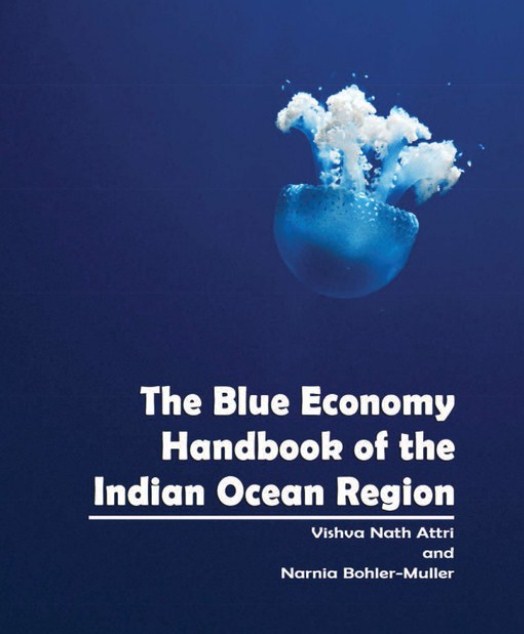 The Blue Economy
Handbook of the
Indian Ocean Region
Vishva Nath Attri
and
Narnia Bohler-Muller